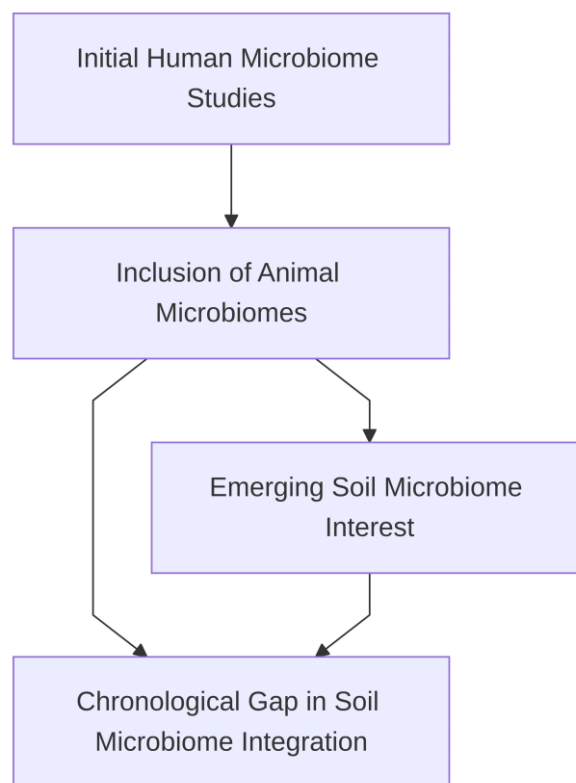 Initial Human Microbiome
Studies
Inclusion of Animal
Microbiomes
Emerging Soil Microbiome
Interest
Chronological Gap in Soil
Microbiome Integration